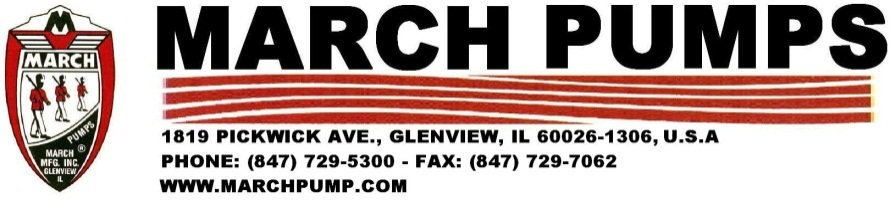 M
MARCH
PUMPS
MARCH ®
MFG. INC.
GLENVIEW
IL
MARCH PUMPS
1819 PICKWICK AVE., GLENVIEW, IL 60026-1306, U.S.A
PHONE: (847) 729-5300 - FAX: (847) 729-7062
WWW.MARCHPUMP.COM